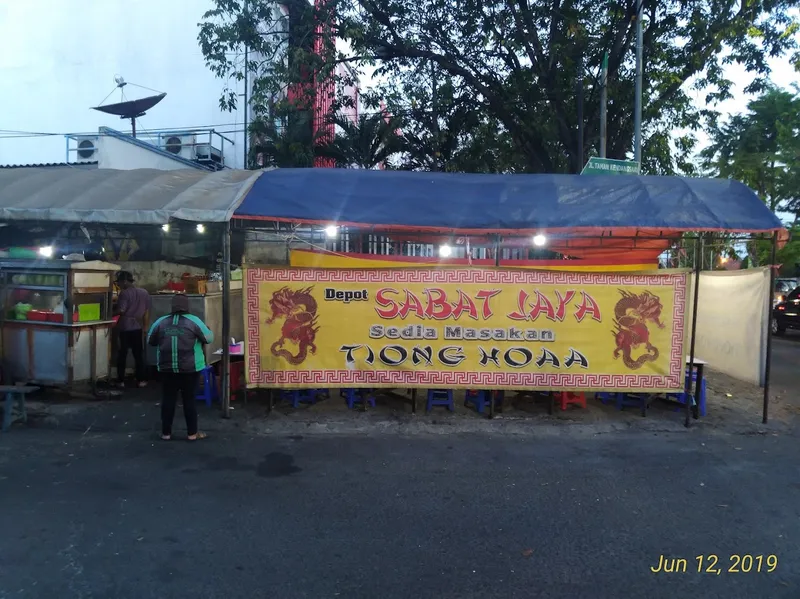 Depot SABAT JAYA
Sedia Masakan
TIONG HOAA
Jun 12, 2019